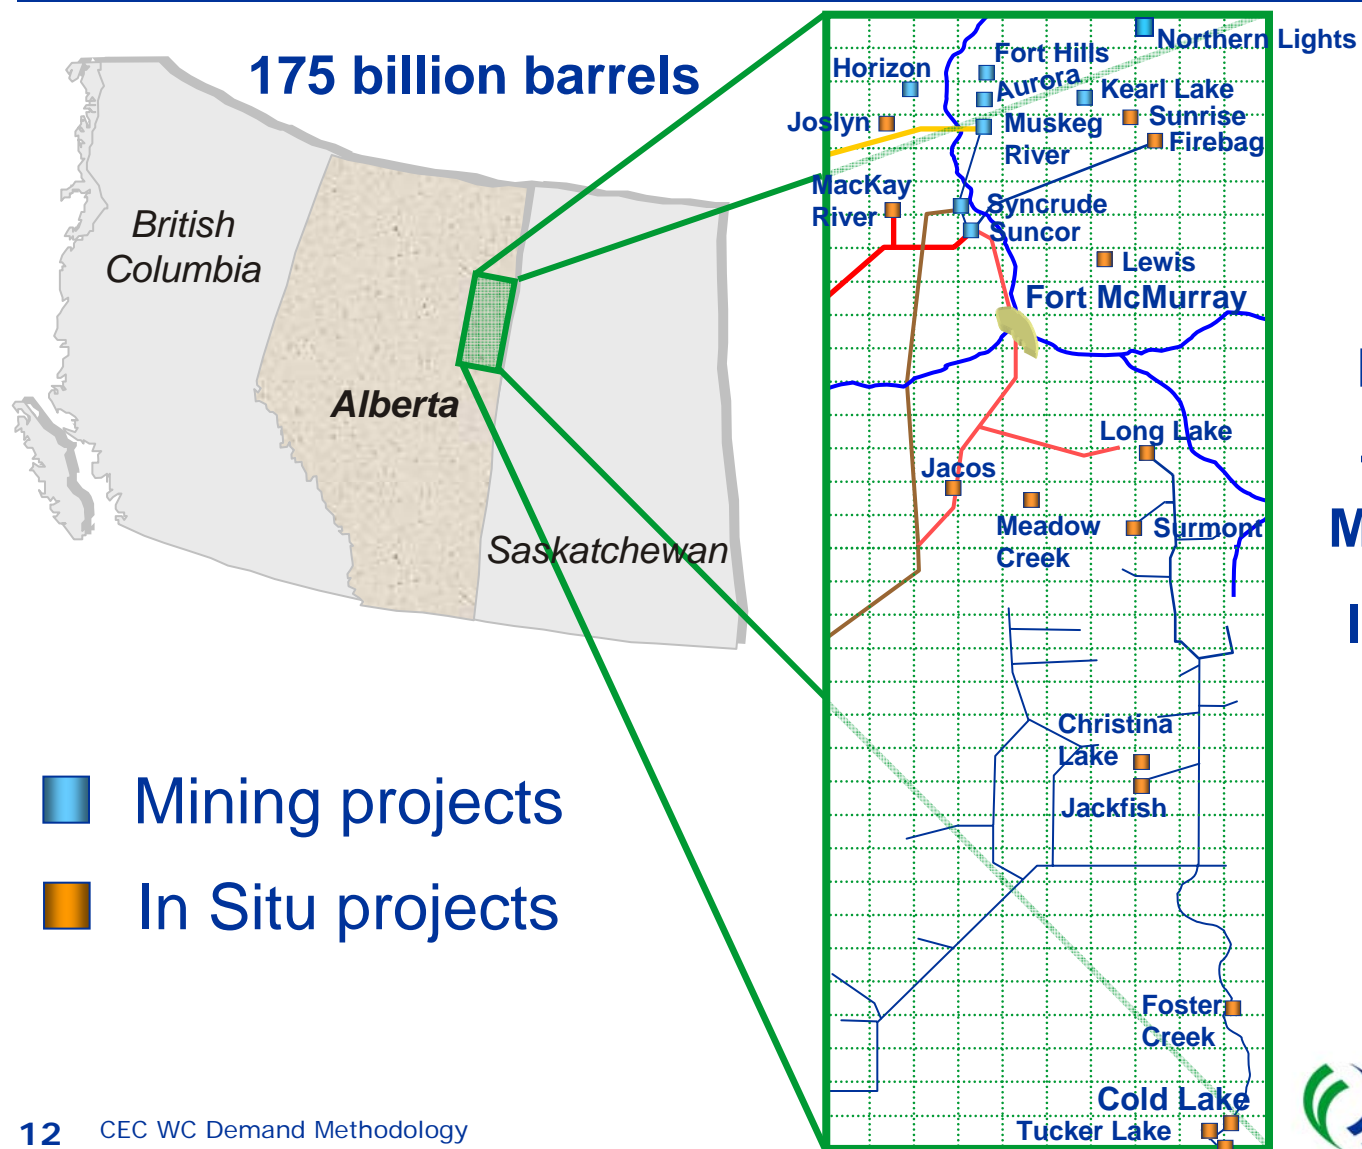 175 billion barrels
Northern Lights
Fort Hills
Horizon
Aurora
Kearl Lake
Joslyn
Muskeg
River
Sunrise
Firebag
MacKay
River
Syncrude
Suncor
Lewis
Fort McMurray
British
Columbia
Alberta
Saskatchewan
Long Lake
Jacos
Meadow
Creek
Surmont
M
Christina
Lake
Jackfish
Mining projects
In Situ projects
Foster
Creek
Cold Lake
Tucker Lake
12 CEC WC Demand Methodology